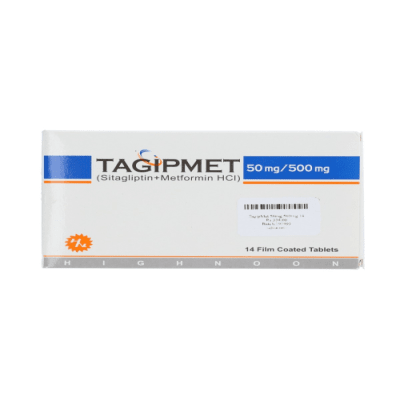 TAGIPMET 50 mg/500 mg
(Sitagliptin+Metformin HCl)
14 Film Coated Tablets
HIGHNOON